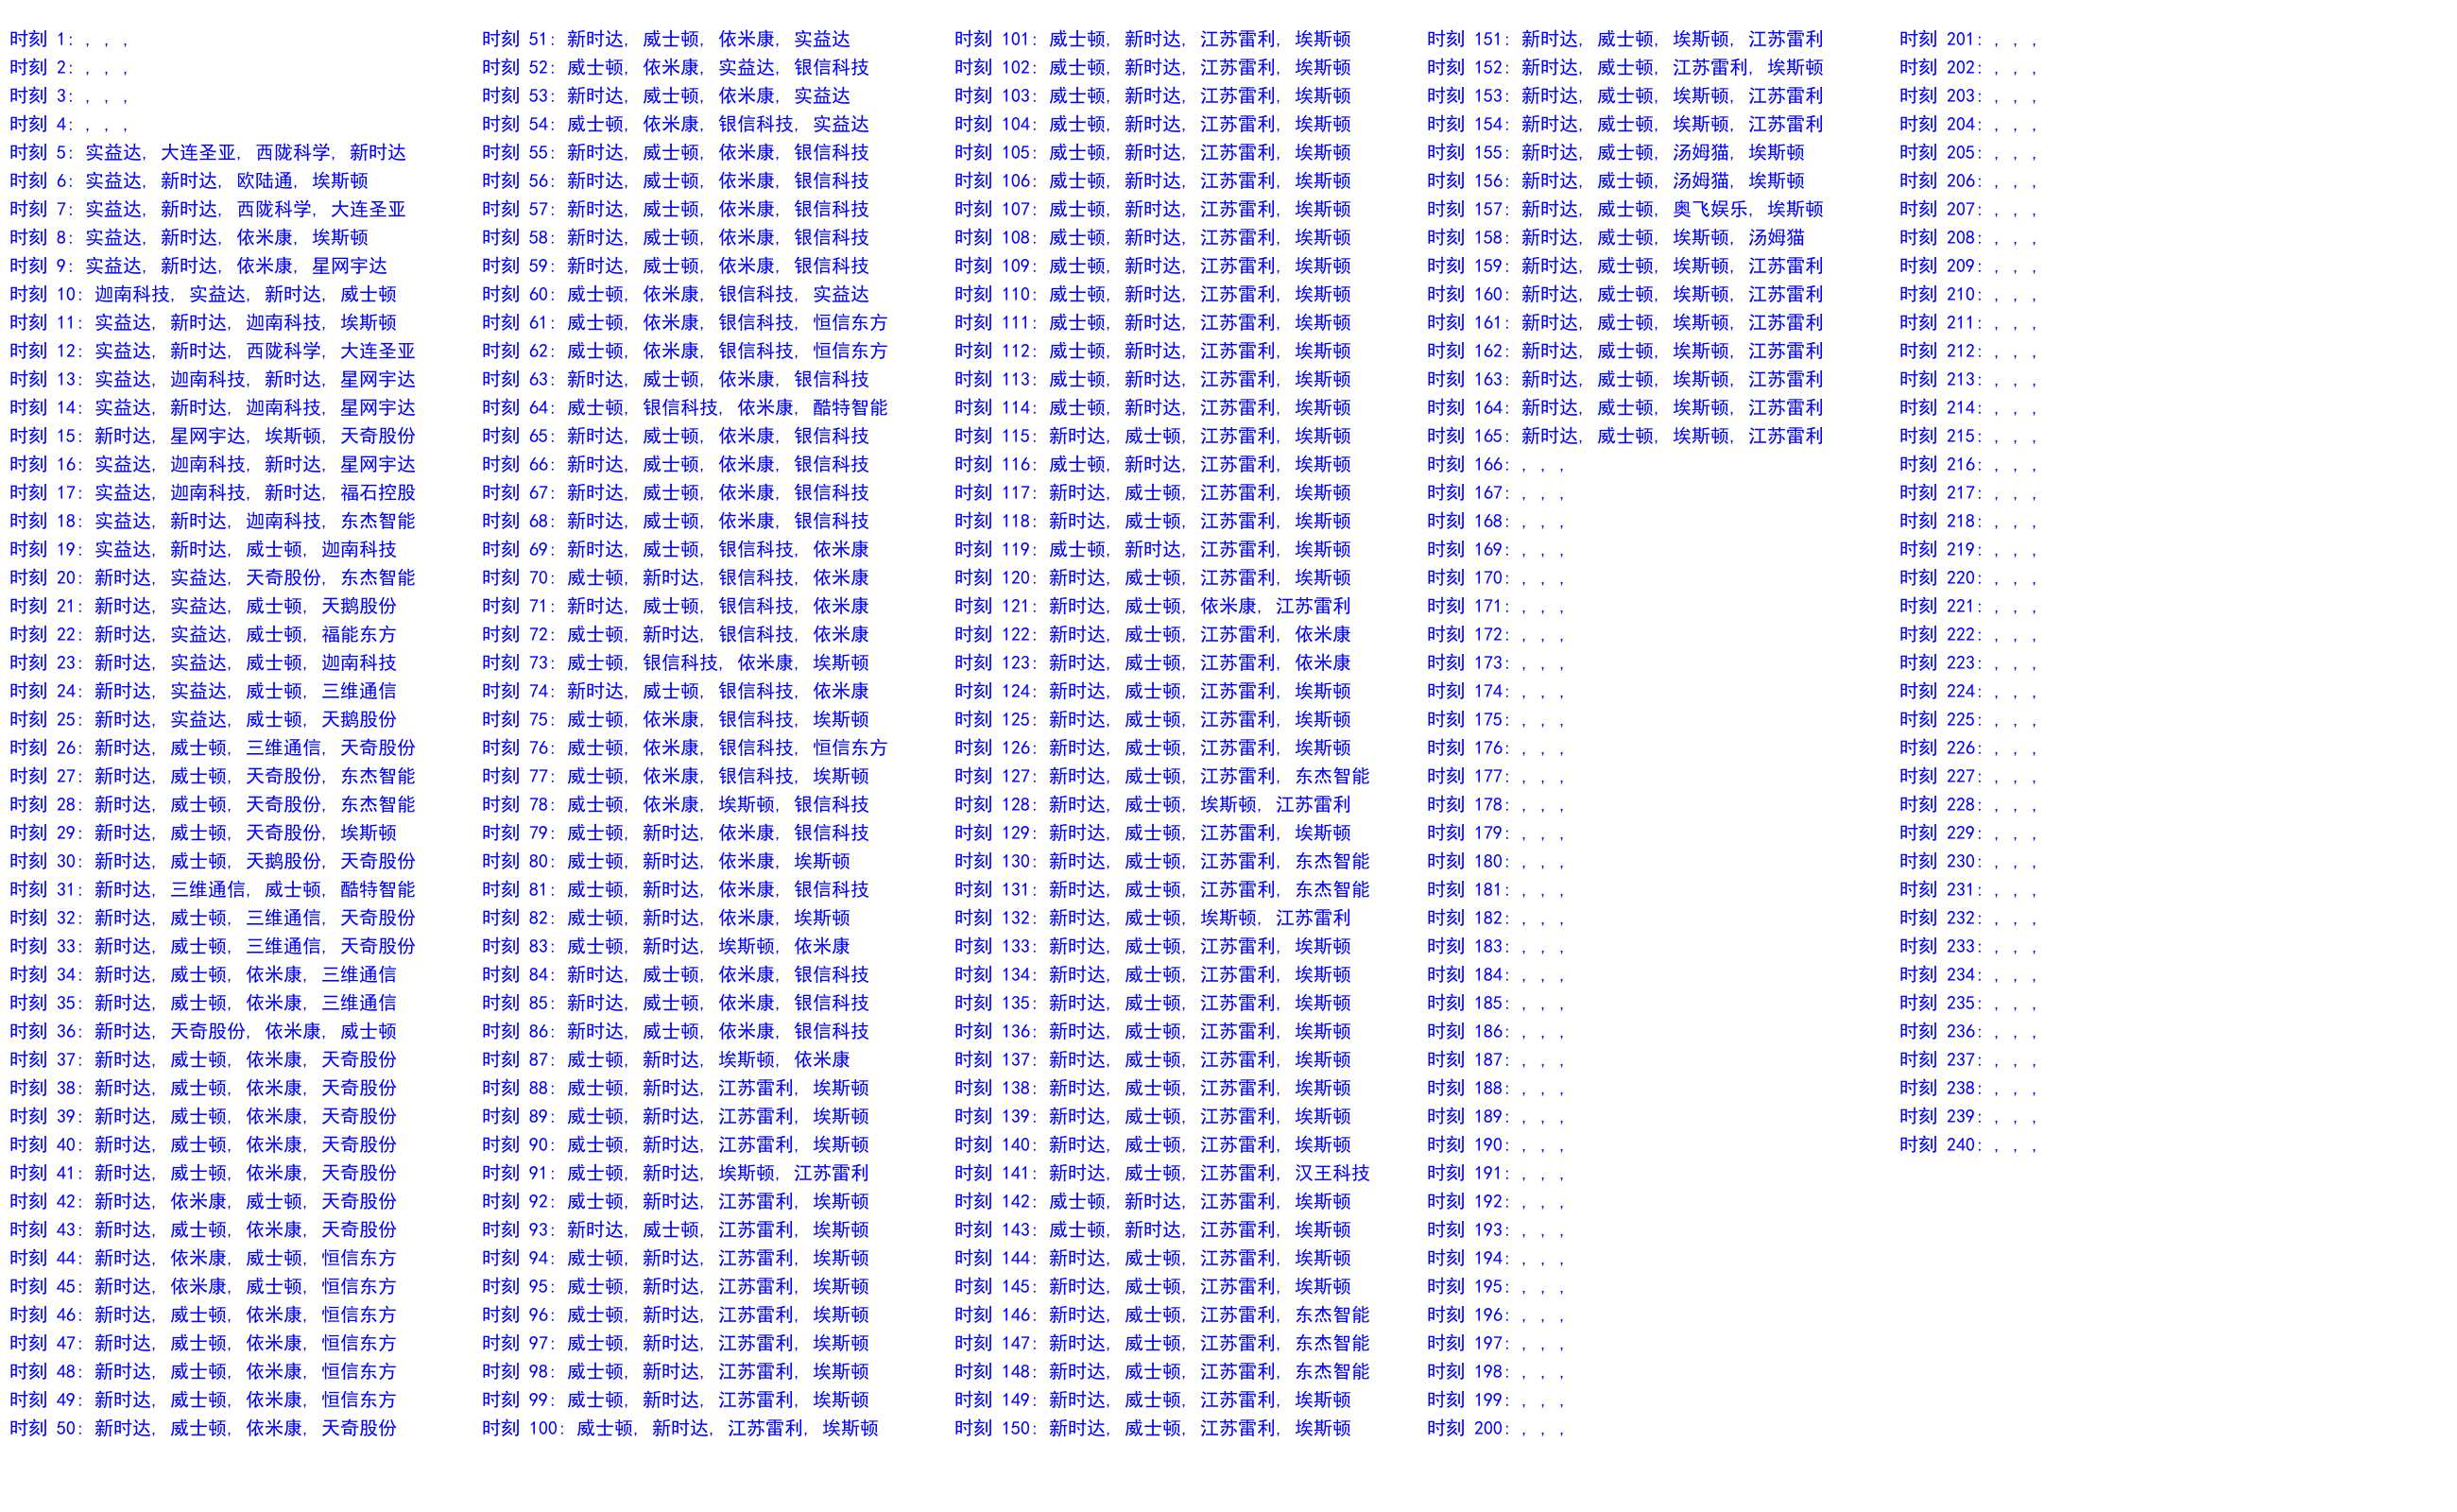 时刻 1: , , ,
时刻 2: , , ,
时刻 3: , , ,
时刻 4: , , ,
时刻 5: 实益达, 大连圣亚, 西陇科学, 新时达
时刻 6: 实益达, 新时达, 欧陆通, 埃斯顿
时刻 7: 实益达, 新时达, 西陇科学, 大连圣亚
时刻 8: 实益达, 新时达, 依米康, 埃斯顿
时刻 9: 实益达, 新时达, 依米康, 星网宇达
时刻 10: 迦南科技, 实益达, 新时达, 威士顿
时刻 11: 实益达, 新时达, 迦南科技, 埃斯顿
时刻 12: 实益达, 新时达, 西陇科学, 大连圣亚
时刻 13: 实益达, 迦南科技, 新时达, 星网宇达
时刻 14: 实益达, 新时达, 迦南科技, 星网宇达
时刻 15: 新时达, 星网宇达, 埃斯顿, 天奇股份
时刻 16: 实益达, 迦南科技, 新时达, 星网宇达
时刻 17: 实益达, 迦南科技, 新时达, 福石控股
时刻 18: 实益达, 新时达, 迦南科技, 东杰智能
时刻 19: 实益达, 新时达, 威士顿, 迦南科技
时刻 20: 新时达, 实益达, 天奇股份, 东杰智能
时刻 21: 新时达, 实益达, 威士顿, 天鹅股份
时刻 22: 新时达, 实益达, 威士顿, 福能东方
时刻 23: 新时达, 实益达, 威士顿, 迦南科技
时刻 24: 新时达, 实益达, 威士顿, 三维通信
时刻 25: 新时达, 实益达, 威士顿, 天鹅股份
时刻 26: 新时达, 威士顿, 三维通信, 天奇股份
时刻 27: 新时达, 威士顿, 天奇股份, 东杰智能
时刻 28: 新时达, 威士顿, 天奇股份, 东杰智能
时刻 29: 新时达, 威士顿, 天奇股份, 埃斯顿
时刻 30: 新时达, 威士顿, 天鹅股份, 天奇股份
时刻 31: 新时达, 三维通信, 威士顿, 酷特智能
时刻 32: 新时达, 威士顿, 三维通信, 天奇股份
时刻 33: 新时达, 威士顿, 三维通信, 天奇股份
时刻 34: 新时达, 威士顿, 依米康, 三维通信
时刻 35: 新时达, 威士顿, 依米康, 三维通信
时刻 36: 新时达, 天奇股份, 依米康, 威士顿
时刻 37: 新时达, 威士顿, 依米康, 天奇股份
时刻 38: 新时达, 威士顿, 依米康, 天奇股份
时刻 39: 新时达, 威士顿, 依米康, 天奇股份
时刻 40: 新时达, 威士顿, 依米康, 天奇股份
时刻 41: 新时达, 威士顿, 依米康, 天奇股份
时刻 42: 新时达, 依米康, 威士顿, 天奇股份
时刻 43: 新时达, 威士顿, 依米康, 天奇股份
时刻 44: 新时达, 依米康, 威士顿, 恒信东方
时刻 45: 新时达, 依米康, 威士顿, 恒信东方
时刻 46: 新时达, 威士顿, 依米康, 恒信东方
时刻 47: 新时达, 威士顿, 依米康, 恒信东方
时刻 48: 新时达, 威士顿, 依米康, 恒信东方
时刻 49: 新时达, 威士顿, 依米康, 恒信东方
时刻 50: 新时达, 威士顿, 依米康, 天奇股份
时刻 51: 新时达, 威士顿, 依米康, 实益达
时刻 52: 威士顿, 依米康, 实益达, 银信科技
时刻 53: 新时达, 威士顿, 依米康, 实益达
时刻 54: 威士顿, 依米康, 银信科技, 实益达
时刻 55: 新时达, 威士顿, 依米康, 银信科技
时刻 56: 新时达, 威士顿, 依米康, 银信科技
时刻 57: 新时达, 威士顿, 依米康, 银信科技
时刻 58: 新时达, 威士顿, 依米康, 银信科技
时刻 59: 新时达, 威士顿, 依米康, 银信科技
时刻 60: 威士顿, 依米康, 银信科技, 实益达
时刻 61: 威士顿, 依米康, 银信科技, 恒信东方
时刻 62: 威士顿, 依米康, 银信科技, 恒信东方
时刻 63: 新时达, 威士顿, 依米康, 银信科技
时刻 64: 威士顿, 银信科技, 依米康, 酷特智能
时刻 65: 新时达, 威士顿, 依米康, 银信科技
时刻 66: 新时达, 威士顿, 依米康, 银信科技
时刻 67: 新时达, 威士顿, 依米康, 银信科技
时刻 68: 新时达, 威士顿, 依米康, 银信科技
时刻 69: 新时达, 威士顿, 银信科技, 依米康
时刻 70: 威士顿, 新时达, 银信科技, 依米康
时刻 71: 新时达, 威士顿, 银信科技, 依米康
时刻 72: 威士顿, 新时达, 银信科技, 依米康
时刻 73: 威士顿, 银信科技, 依米康, 埃斯顿
时刻 74: 新时达, 威士顿, 银信科技, 依米康
时刻 75: 威士顿, 依米康, 银信科技, 埃斯顿
时刻 76: 威士顿, 依米康, 银信科技, 恒信东方
时刻 77: 威士顿, 依米康, 银信科技, 埃斯顿
时刻 78: 威士顿, 依米康, 埃斯顿, 银信科技
时刻 79: 威士顿, 新时达, 依米康, 银信科技
时刻 80: 威士顿, 新时达, 依米康, 埃斯顿
时刻 81: 威士顿, 新时达, 依米康, 银信科技
时刻 82: 威士顿, 新时达, 依米康, 埃斯顿
时刻 83: 威士顿, 新时达, 埃斯顿, 依米康
时刻 84: 新时达, 威士顿, 依米康, 银信科技
时刻 85: 新时达, 威士顿, 依米康, 银信科技
时刻 86: 新时达, 威士顿, 依米康, 银信科技
时刻 87: 威士顿, 新时达, 埃斯顿, 依米康
时刻 88: 威士顿, 新时达, 江苏雷利, 埃斯顿
时刻 89: 威士顿, 新时达, 江苏雷利, 埃斯顿
时刻 90: 威士顿, 新时达, 江苏雷利, 埃斯顿
时刻 91: 威士顿, 新时达, 埃斯顿, 江苏雷利
时刻 92: 威士顿, 新时达, 江苏雷利, 埃斯顿
时刻 93: 新时达, 威士顿, 江苏雷利, 埃斯顿
时刻 94: 威士顿, 新时达, 江苏雷利, 埃斯顿
时刻 95: 威士顿, 新时达, 江苏雷利, 埃斯顿
时刻 96: 威士顿, 新时达, 江苏雷利, 埃斯顿
时刻 97: 威士顿, 新时达, 江苏雷利, 埃斯顿
时刻 98: 威士顿, 新时达, 江苏雷利, 埃斯顿
时刻 99: 威士顿, 新时达, 江苏雷利, 埃斯顿
时刻 100: 威士顿, 新时达, 江苏雷利, 埃斯顿
时刻 101: 威士顿, 新时达, 江苏雷利, 埃斯顿
时刻 102: 威士顿, 新时达, 江苏雷利, 埃斯顿
时刻 103: 威士顿, 新时达, 江苏雷利, 埃斯顿
时刻 104: 威士顿, 新时达, 江苏雷利, 埃斯顿
时刻 105: 威士顿, 新时达, 江苏雷利, 埃斯顿
时刻 106: 威士顿, 新时达, 江苏雷利, 埃斯顿
时刻 107: 威士顿, 新时达, 江苏雷利, 埃斯顿
时刻 108: 威士顿, 新时达, 江苏雷利, 埃斯顿
时刻 109: 威士顿, 新时达, 江苏雷利, 埃斯顿
时刻 110: 威士顿, 新时达, 江苏雷利, 埃斯顿
时刻 111: 威士顿, 新时达, 江苏雷利, 埃斯顿
时刻 112: 威士顿, 新时达, 江苏雷利, 埃斯顿
时刻 113: 威士顿, 新时达, 江苏雷利, 埃斯顿
时刻 114: 威士顿, 新时达, 江苏雷利, 埃斯顿
时刻 115: 新时达, 威士顿, 江苏雷利, 埃斯顿
时刻 116: 威士顿, 新时达, 江苏雷利, 埃斯顿
时刻 117: 新时达, 威士顿, 江苏雷利, 埃斯顿
时刻 118: 新时达, 威士顿, 江苏雷利, 埃斯顿
时刻 119: 威士顿, 新时达, 江苏雷利, 埃斯顿
时刻 120: 新时达, 威士顿, 江苏雷利, 埃斯顿
时刻 121: 新时达, 威士顿, 依米康, 江苏雷利
时刻 122: 新时达, 威士顿, 江苏雷利, 依米康
时刻 123: 新时达, 威士顿, 江苏雷利, 依米康
时刻 124: 新时达, 威士顿, 江苏雷利, 埃斯顿
时刻 125: 新时达, 威士顿, 江苏雷利, 埃斯顿
时刻 126: 新时达, 威士顿, 江苏雷利, 埃斯顿
时刻 127: 新时达, 威士顿, 江苏雷利, 东杰智能
时刻 128: 新时达, 威士顿, 埃斯顿, 江苏雷利
时刻 129: 新时达, 威士顿, 江苏雷利, 埃斯顿
时刻 130: 新时达, 威士顿, 江苏雷利, 东杰智能
时刻 131: 新时达, 威士顿, 江苏雷利, 东杰智能
时刻 132: 新时达, 威士顿, 埃斯顿, 江苏雷利
时刻 133: 新时达, 威士顿, 江苏雷利, 埃斯顿
时刻 134: 新时达, 威士顿, 江苏雷利, 埃斯顿
时刻 135: 新时达, 威士顿, 江苏雷利, 埃斯顿
时刻 136: 新时达, 威士顿, 江苏雷利, 埃斯顿
时刻 137: 新时达, 威士顿, 江苏雷利, 埃斯顿
时刻 138: 新时达, 威士顿, 江苏雷利, 埃斯顿
时刻 139: 新时达, 威士顿, 江苏雷利, 埃斯顿
时刻 140: 新时达, 威士顿, 江苏雷利, 埃斯顿
时刻 141: 新时达, 威士顿, 江苏雷利, 汉王科技
时刻 142: 威士顿, 新时达, 江苏雷利, 埃斯顿
时刻 143: 威士顿, 新时达, 江苏雷利, 埃斯顿
时刻 144: 新时达, 威士顿, 江苏雷利, 埃斯顿
时刻 145: 新时达, 威士顿, 江苏雷利, 埃斯顿
时刻 146: 新时达, 威士顿, 江苏雷利, 东杰智能
时刻 147: 新时达, 威士顿, 江苏雷利, 东杰智能
时刻 148: 新时达, 威士顿, 江苏雷利, 东杰智能
时刻 149: 新时达, 威士顿, 江苏雷利, 埃斯顿
时刻 150: 新时达, 威士顿, 江苏雷利, 埃斯顿
时刻 151: 新时达, 威士顿, 埃斯顿, 江苏雷利
时刻 152: 新时达, 威士顿, 江苏雷利, 埃斯顿
时刻 153: 新时达, 威士顿, 埃斯顿, 江苏雷利
时刻 154: 新时达, 威士顿, 埃斯顿, 江苏雷利
时刻 155: 新时达, 威士顿, 汤姆猫, 埃斯顿
时刻 156: 新时达, 威士顿, 汤姆猫, 埃斯顿
时刻 157: 新时达, 威士顿, 奥飞娱乐, 埃斯顿
时刻 158: 新时达, 威士顿, 埃斯顿, 汤姆猫
时刻 159: 新时达, 威士顿, 埃斯顿, 江苏雷利
时刻 160: 新时达, 威士顿, 埃斯顿, 江苏雷利
时刻 161: 新时达, 威士顿, 埃斯顿, 江苏雷利
时刻 162: 新时达, 威士顿, 埃斯顿, 江苏雷利
时刻 163: 新时达, 威士顿, 埃斯顿, 江苏雷利
时刻 164: 新时达, 威士顿, 埃斯顿, 江苏雷利
时刻 165: 新时达, 威士顿, 埃斯顿, 江苏雷利
时刻 166: , , ,
时刻 167: , , ,
时刻 168: , , ,
时刻 169: , , ,
时刻 170: , , ,
时刻 171: , , ,
时刻 172: , , ,
时刻 173: , , ,
时刻 174: , , ,
时刻 175: , , ,
时刻 176: , , ,
时刻 177: , , ,
时刻 178: , , ,
时刻 179: , , ,
时刻 180: , , ,
时刻 181: , , ,
时刻 182: , , ,
时刻 183: , , ,
时刻 184: , , ,
时刻 185: , , ,
时刻 186: , , ,
时刻 187: , , ,
时刻 188: , , ,
时刻 189: , , ,
时刻 190: , , ,
时刻 191: , , ,
时刻 192: , , ,
时刻 193: , , ,
时刻 194: , , ,
时刻 195: , , ,
时刻 196: , , ,
时刻 197: , , ,
时刻 198: , , ,
时刻 199: , , ,
时刻 200: , , ,
时刻 201: , , ,
时刻 202: , , ,
时刻 203: , , ,
时刻 204: , , ,
时刻 205: , , ,
时刻 206: , , ,
时刻 207: , , ,
时刻 208: , , ,
时刻 209: , , ,
时刻 210: , , ,
时刻 211: , , ,
时刻 212: , , ,
时刻 213: , , ,
时刻 214: , , ,
时刻 215: , , ,
时刻 216: , , ,
时刻 217: , , ,
时刻 218: , , ,
时刻 219: , , ,
时刻 220: , , ,
时刻 221: , , ,
时刻 222: , , ,
时刻 223: , , ,
时刻 224: , , ,
时刻 225: , , ,
时刻 226: , , ,
时刻 227: , , ,
时刻 228: , , ,
时刻 229: , , ,
时刻 230: , , ,
时刻 231: , , ,
时刻 232: , , ,
时刻 233: , , ,
时刻 234: , , ,
时刻 235: , , ,
时刻 236: , , ,
时刻 237: , , ,
时刻 238: , , ,
时刻 239: , , ,
时刻 240: , , ,